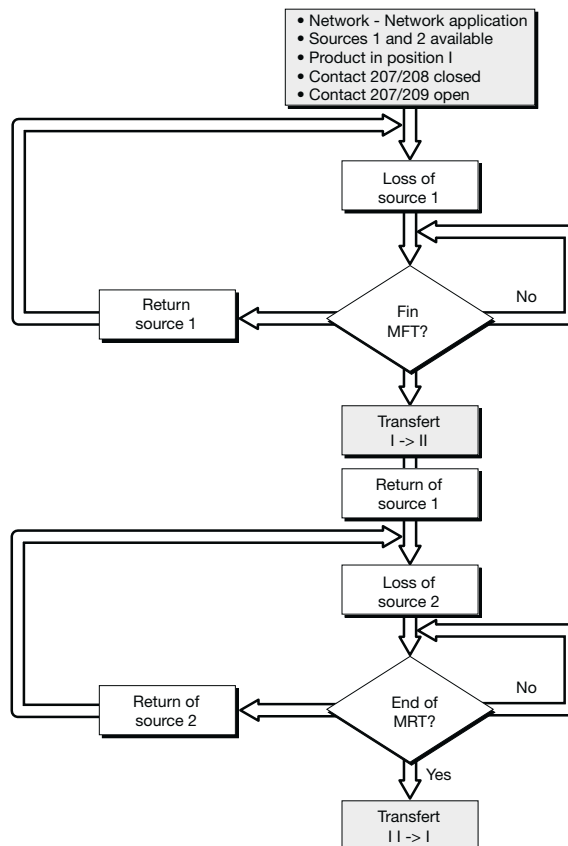 • Network - Network application
• Sources 1 and 2 available
• Product in position I
• Contact 207/208 closed
• Contact 207/209 open
Loss of
source 1
Return
source 1
Fin
MFT?
No
Transfert
I -> II
Return of
source 1
Loss of
source 2
Return of
source 2
End of
MRT?
No
Yes
Transfert
I I -> I